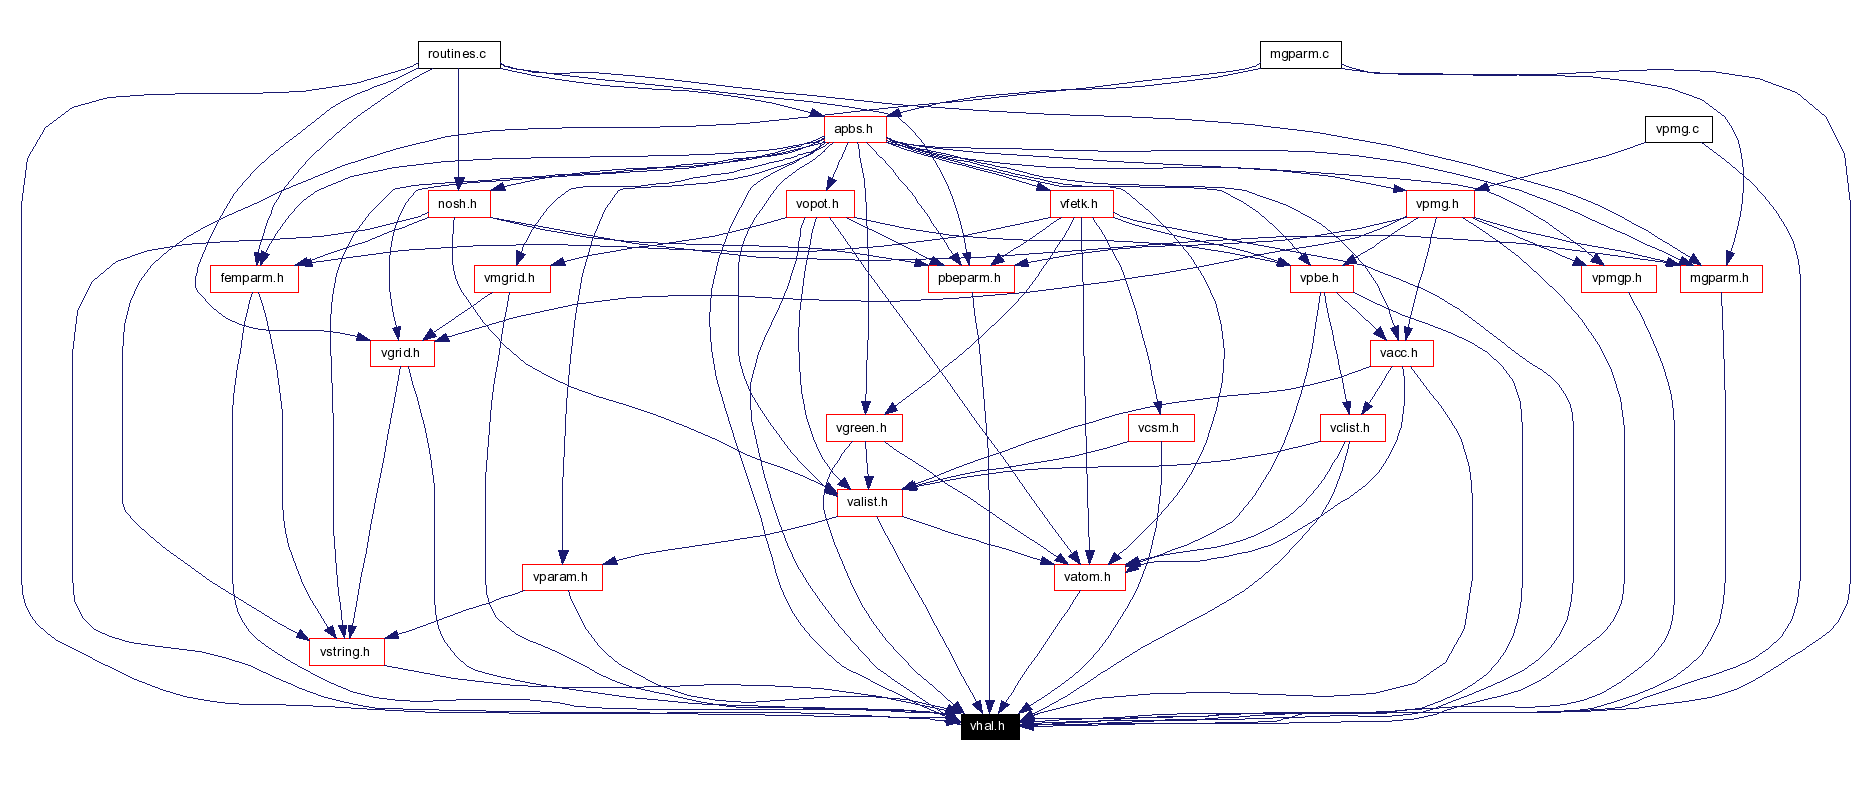 routines.c
mgparm.c
apbs.h
vpmg.c
nosh.h
vopot.h
vfetk.h
vpmg.h
femparm.h
vmgrid.h
pbeparm.h
vpbe.h
vpmgp.h
mgparm.h
vgrid.h
vacc.h
vgreen.h
vcsm.h
vclist.h
valist.h
vparam.h
vatom.h
vstring.h
vhal.h